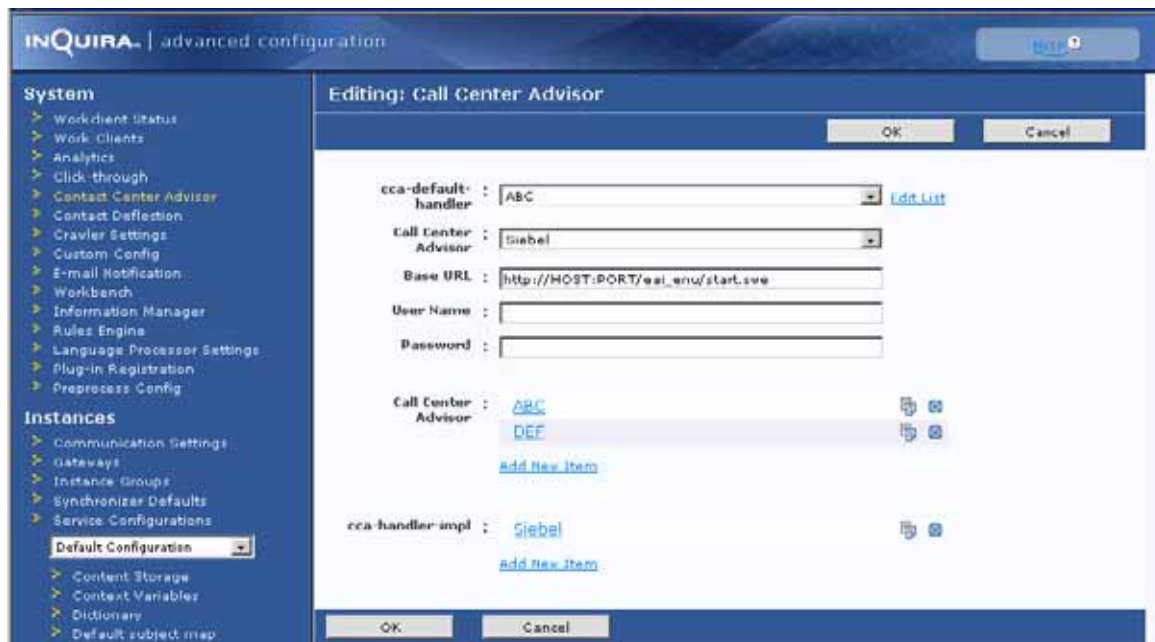 INQUIRA | advanced configuration
HELP ?
System
Workclient Status
Work Clients
Analytics
Click-through
Contact Center Advisor
Contact Deflection
Crawler Settings
Custom Config
E-mail Notification
Workbench
Information Manager
Rules Engine
Language Processor Settings
Plug-in Registration
Preprocess Config
Instances
Communication Settings
Gateways
Instance Groups
Synchronizer Defaults
Service Configurations
Default Configuration
Content Storage
Context Variables
Dictionary
Default subject map
Editing: Call Center Advisor
OK Cancel
cca-default-handler : ABC Edit List
Call Center Advisor : Siebel
Base URL : http://HOST:PORT/eai_enu/start.swe
User Name :
Password :
Call Center Advisor : ABC
DEF
Add New Item
cca-handler-impl : Siebel
Add New Item
OK Cancel